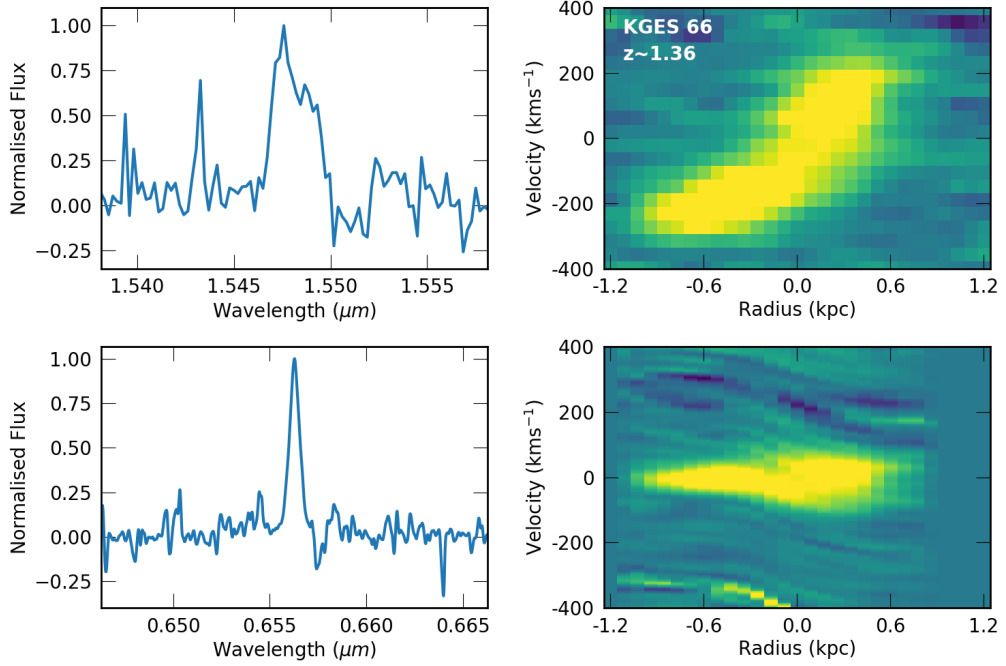 1.00
0.75
0.50
0.25
0.00
−0.25
Normalised Flux
1.540 1.545 1.550 1.555
Wavelength (μm)
400
200
0
-200
-400
Velocity (kms⁻¹)
KGES 66
z~1.36
-1.2 -0.6 0.0 0.6 1.2
Radius (kpc)
1.00
0.75
0.50
0.25
0.00
−0.25
Normalised Flux
0.650 0.655 0.660 0.665
Wavelength (μm)
400
200
0
-200
-400
Velocity (kms⁻¹)
-1.2 -0.6 0.0 0.6 1.2
Radius (kpc)